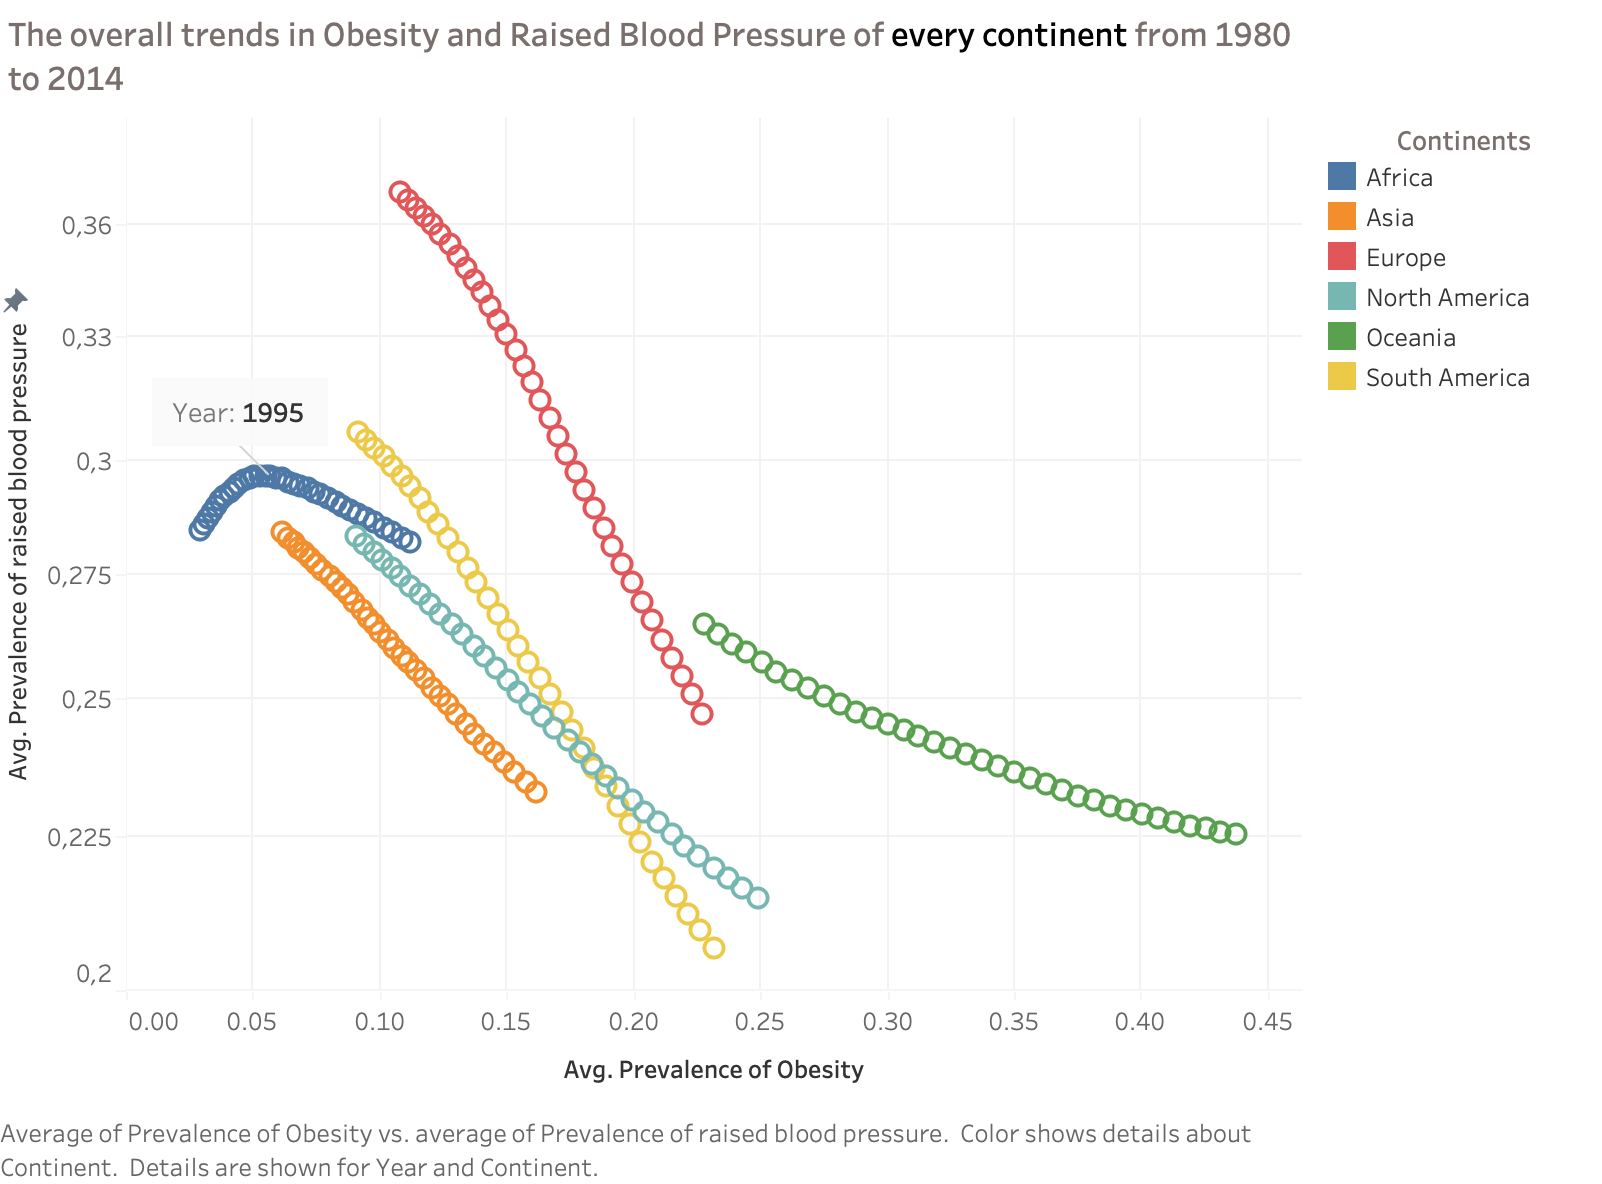 The overall trends in Obesity and Raised Blood Pressure of every continent from 1980
to 2014
Continents
Africa
Asia
Europe
North America
Oceania
South America
Avg. Prevalence of raised blood pressure
0,36
0,33
0,3
0,275
0,25
0,225
0,2
Year: 1995
0.00 0.05 0.10 0.15 0.20 0.25 0.30 0.35 0.40 0.45
Avg. Prevalence of Obesity
Average of Prevalence of Obesity vs. average of Prevalence of raised blood pressure. Color shows details about
Continent. Details are shown for Year and Continent.